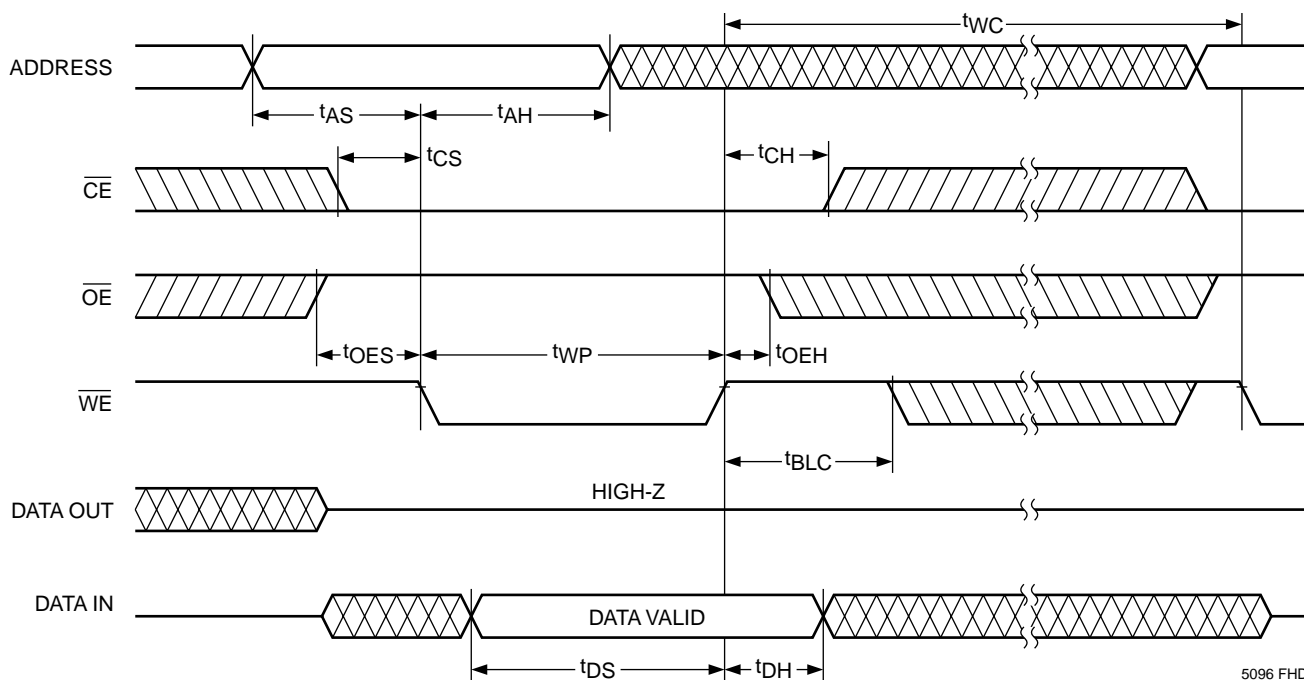 tWC
ADDRESS
tAS
tAH
tCS
tCH
CE
OE
tOES
tWP
tOEH
WE
tBLC
HIGH-Z
DATA OUT
DATA IN
DATA VALID
tDS
tDH
5096 FHD